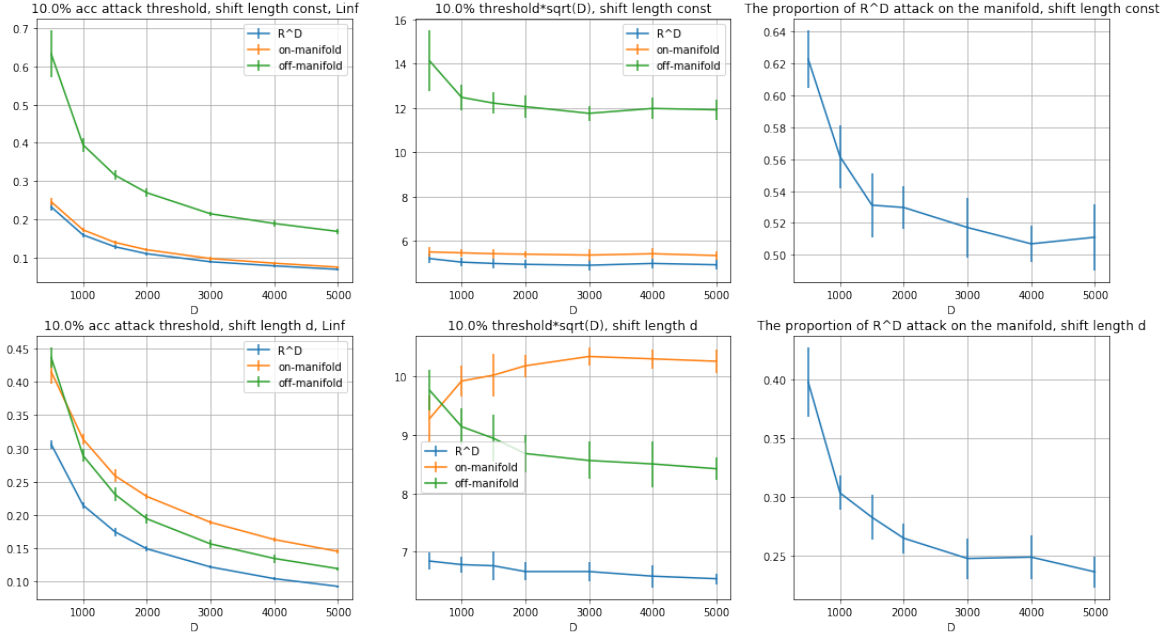 10.0% acc attack threshold, shift length const, Linf
0.7
0.6
0.5
0.4
0.3
0.2
0.1
R^D
on-manifold
off-manifold
1000 2000 3000 4000 5000
D
10.0% threshold*sqrt(D), shift length const
16
14
12
10
8
6
R^D
on-manifold
off-manifold
1000 2000 3000 4000 5000
D
The proportion of R^D attack on the manifold, shift length const
0.64
0.62
0.60
0.58
0.56
0.54
0.52
0.50
1000 2000 3000 4000 5000
D
10.0% acc attack threshold, shift length d, Linf
0.45
0.40
0.35
0.30
0.25
0.20
0.15
0.10
R^D
on-manifold
off-manifold
1000 2000 3000 4000 5000
D
10.0% threshold*sqrt(D), shift length d
10
9
8
7
R^D
on-manifold
off-manifold
1000 2000 3000 4000 5000
D
The proportion of R^D attack on the manifold, shift length d
0.40
0.35
0.30
0.25
1000 2000 3000 4000 5000
D